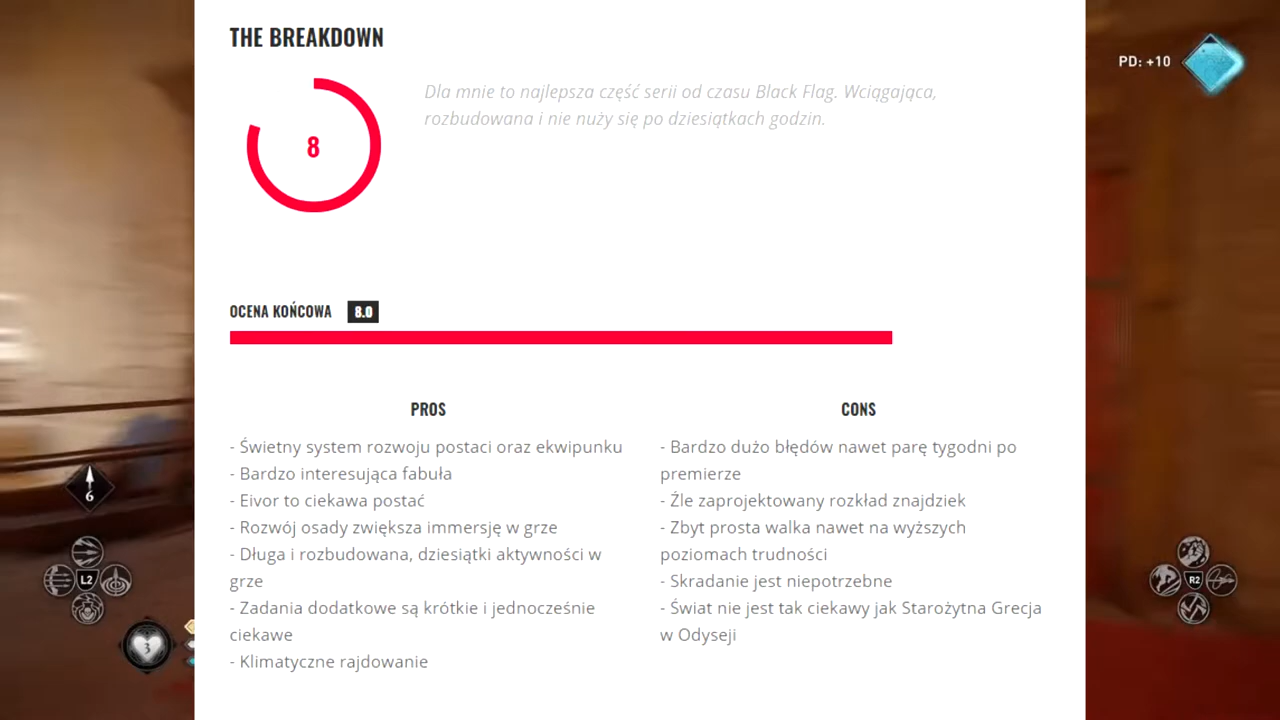 THE BREAKDOWN
PD: +10
8
Dla mnie to najlepsza część serii od czasu Black Flag. Wciągająca,
rozbudowana i nie nuży się po dziesiątkach godzin.
OCENA KOŃCOWA 8.0
PROS
- Świetny system rozwoju postaci oraz ekwipunku
- Bardzo interesująca fabuła
- Eivor to ciekawa postać
- Rozwój osady zwiększa immersję w grze
- Długa i rozbudowana, dziesiątki aktywności w
grze
- Zadania dodatkowe są krótkie i jednocześnie
ciekawe
- Klimatyczne rajdowanie
CONS
- Bardzo dużo błędów nawet parę tygodni po
premierze
- Źle zaprojektowany rozkład znajdziek
- Zbyt prosta walka nawet na wyższych
poziomach trudności
- Skradanie jest niepotrzebne
- Świat nie jest tak ciekawy jak Starożytna Grecja
w Odyseji
6
L2
3
R2